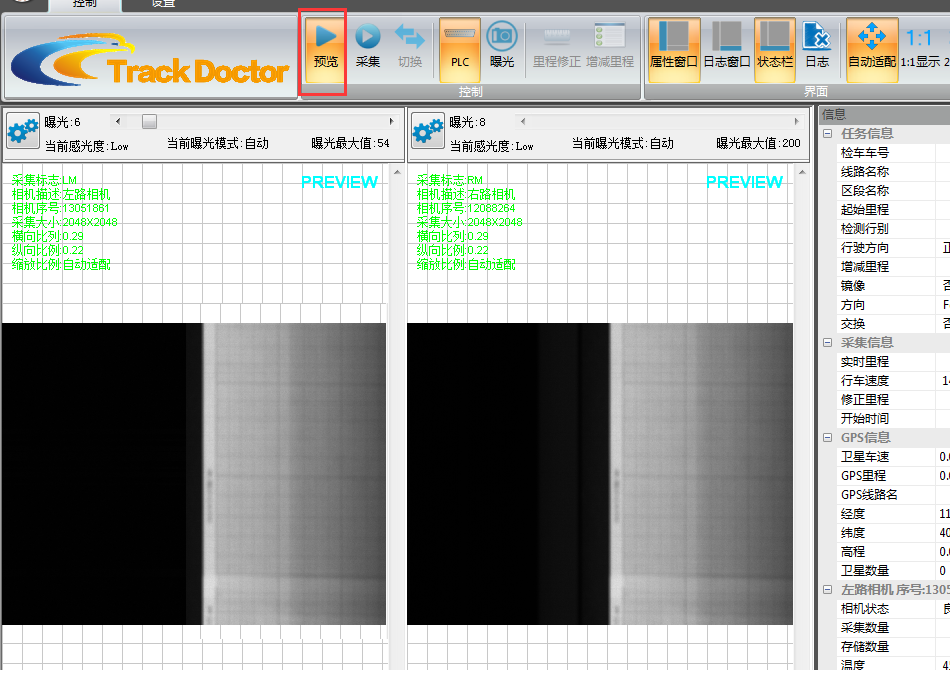 控制 设置
Track Doctor
预览 采集 切换 PLC 曝光 里程修正 增减里程 属性窗口 日志窗口 状态栏 日志 自动适配 1:1 1:1显示 2
控制 界面
曝光:6
当前感光度:Low 当前曝光模式:自动 曝光最大值:54
曝光:8
当前感光度:Low 当前曝光模式:自动 曝光最大值:200
采集标志:LM PREVIEW
相机描述:左路相机
相机序号:13051861
采集大小:2048X2048
横向比列:0.29
纵向比例:0.22
缩放比例:自动适配
采集标志:RM PREVIEW
相机描述:右路相机
相机序号:12088264
采集大小:2048X2048
横向比列:0.29
纵向比例:0.22
缩放比例:自动适配
信息
任务信息
检车车号
线路名称
区段名称
起始里程
检测行别
行驶方向 正
增减里程
镜像 否
方向 F
交换 否
采集信息
实时里程
行车速度 14
修正里程
开始时间
GPS信息
卫星车速 0.0
GPS里程 0.0
GPS线路名
经度 11
纬度 40
高程 0.0
卫星数量 0
左路相机 序号:1305
相机状态 良
采集数量
存储数量
温度 4